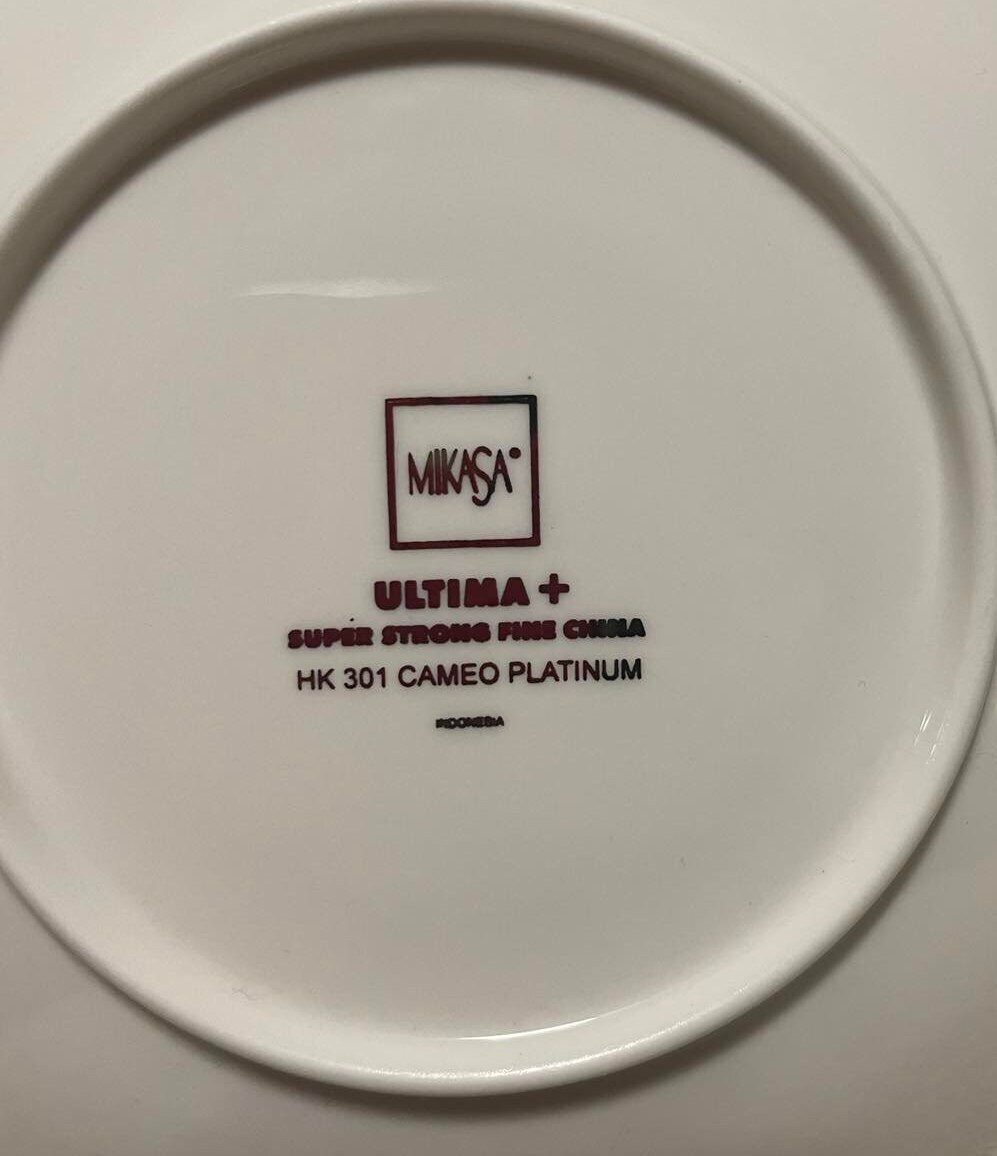 MIKASA
ULTIMA +
SUPER STRONG FINE CHINA
HK 301 CAMEO PLATINUM
INDONESIA